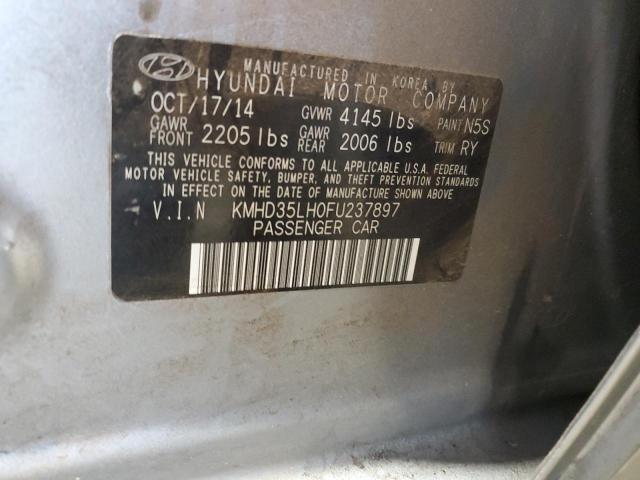 MANUFACTURED IN KOREA BY
HYUNDAI MOTOR COMPANY
OCT/17/14 GVWR 4145 lbs PAINT N5S
GAWR FRONT 2205 lbs GAWR REAR 2006 lbs TRIM RY
THIS VEHICLE CONFORMS TO ALL APPLICABLE U.S.A. FEDERAL
MOTOR VEHICLE SAFETY, BUMPER, AND THEFT PREVENTION STANDARDS
IN EFFECT ON THE DATE OF MANUFACTURE SHOWN ABOVE.
V.I.N KMHD35LH0FU237897
PASSENGER CAR